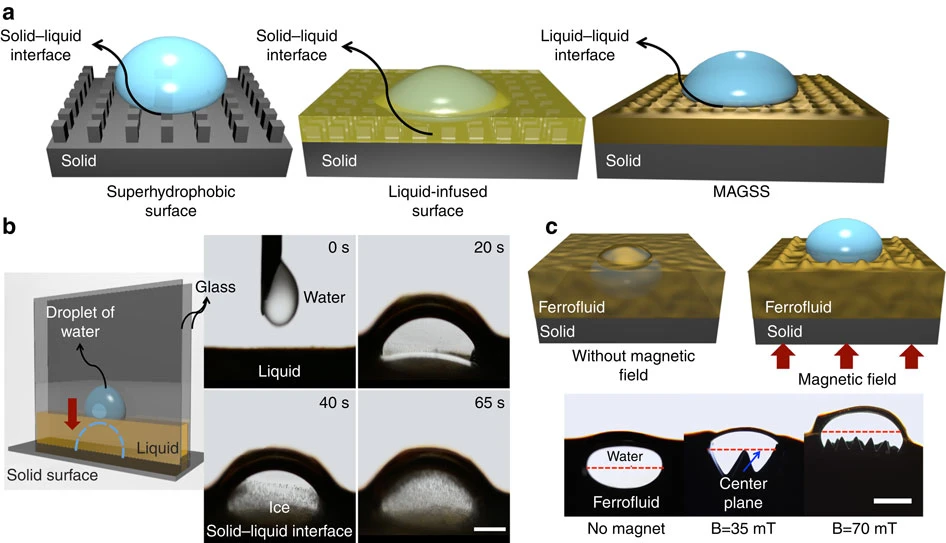 a
Solid–liquid
interface
Solid
Superhydrophobic
surface
Solid–liquid
interface
Solid
Liquid-infused
surface
Liquid–liquid
interface
Solid
MAGSS
b
Droplet of
water
Glass
Liquid
Solid surface
0 s
Water
Liquid
20 s
40 s
Ice
Solid–liquid interface
65 s
c
Ferrofluid
Solid
Without magnetic
field
Ferrofluid
Solid
Magnetic field
Water
Ferrofluid
No magnet
Center
plane
B=35 mT
B=70 mT